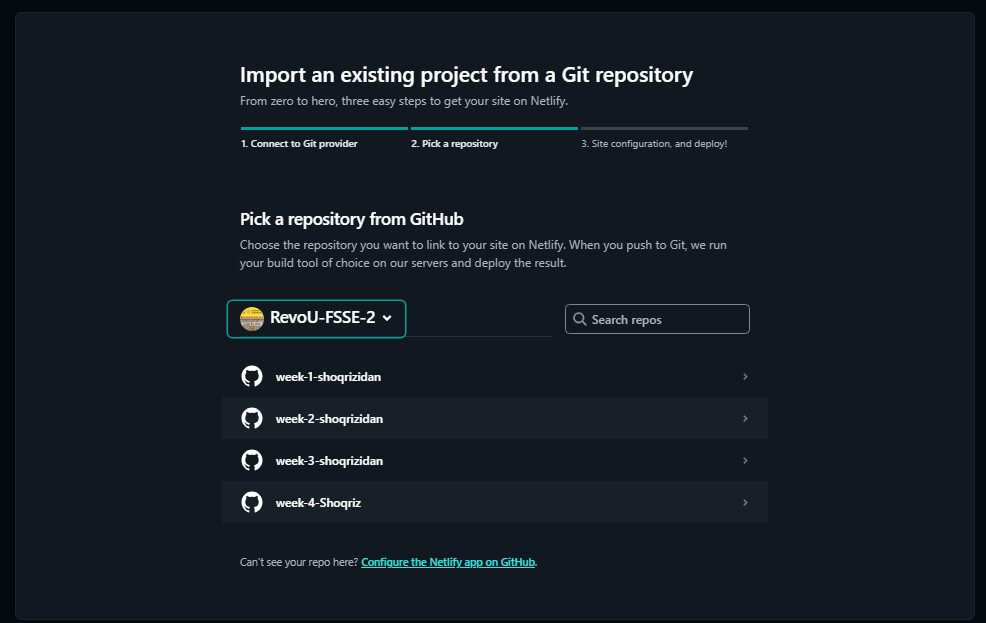 Import an existing project from a Git repository
From zero to hero, three easy steps to get your site on Netlify.
1. Connect to Git provider
2. Pick a repository
3. Site configuration, and deploy!
Pick a repository from GitHub
Choose the repository you want to link to your site on Netlify. When you push to Git, we run
your build tool of choice on our servers and deploy the result.
RevoU-FSSE-2
Search repos
week-1-shoqrizidan
week-2-shoqrizidan
week-3-shoqrizidan
week-4-Shoqriz
Can't see your repo here? Configure the Netlify app on GitHub.